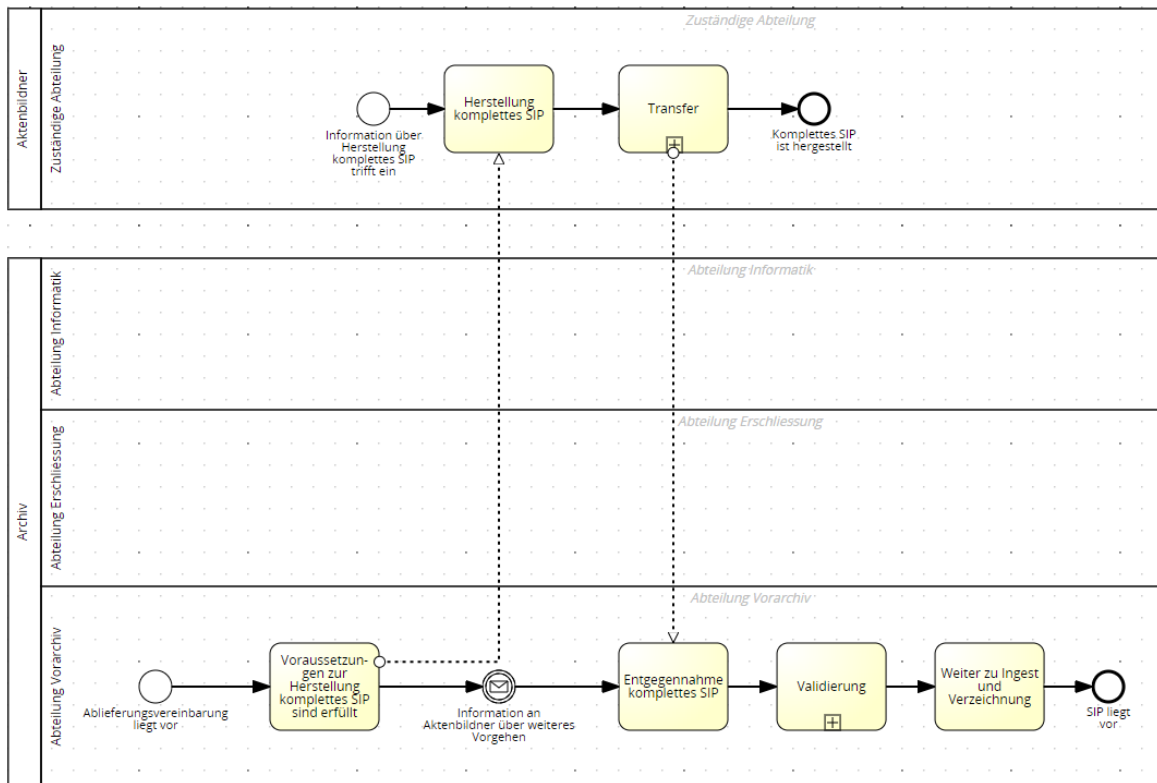 Aktenbildner
Zuständige Abteilung
Zuständige Abteilung
Information über
Herstellung
komplettes SIP
trifft ein
Herstellung
komplettes SIP
Transfer
Komplettes SIP
ist hergestellt
Archiv
Abteilung Informatik
Abteilung Informatik
Abteilung Erschliessung
Abteilung Erschliessung
Abteilung Vorarchiv
Abteilung Vorarchiv
Ablieferungsvereinbarung
liegt vor
Voraussetzu-
gen zur
Herstellung
komplettes SIP
sind erfüllt
Information an
Aktenbildner über weiteres
Vorgehen
Entgegennahme
komplettes SIP
Validierung
Weiter zu Ingest
und
Verzeichnung
SIP liegt
vor